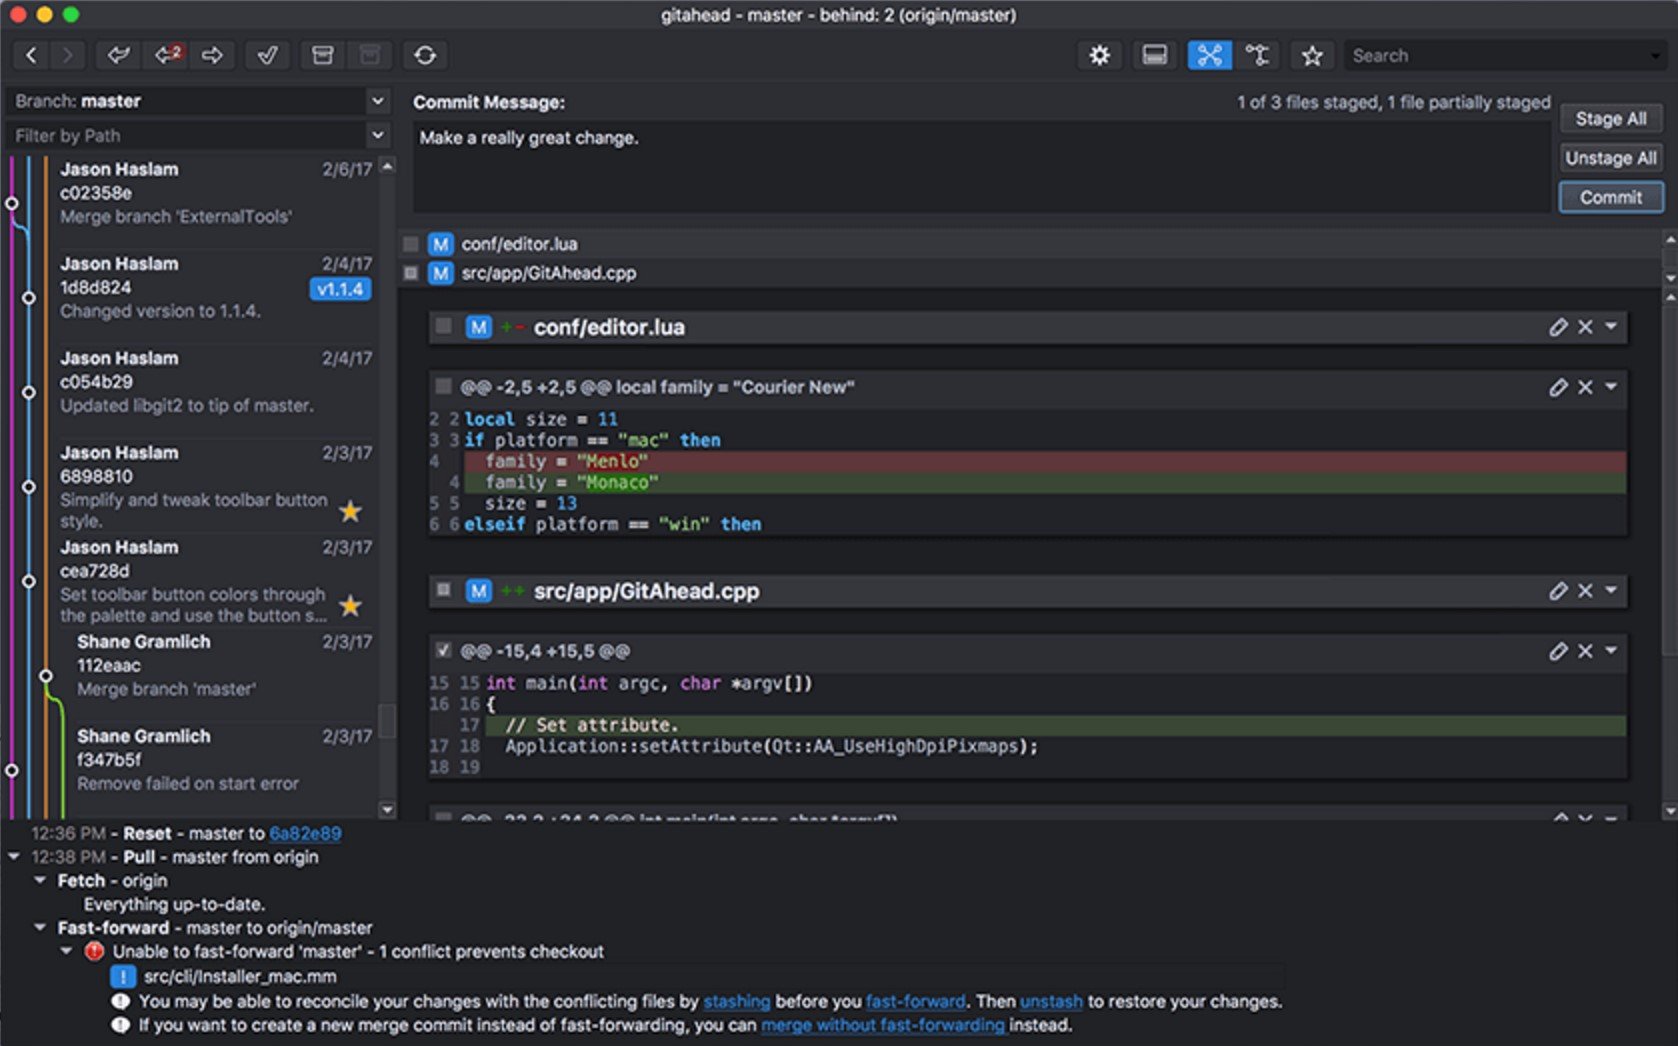 gitahead - master - behind: 2 (origin/master)
2
Search
Branch: master
Filter by Path
Jason Haslam 2/6/17
c02358e
Merge branch 'ExternalTools'
Jason Haslam 2/4/17
1d8d824 v1.1.4
Changed version to 1.1.4.
Jason Haslam 2/4/17
c054b29
Updated libgit2 to tip of master.
Jason Haslam 2/3/17
6898810
Simplify and tweak toolbar button
style.
Jason Haslam 2/3/17
cea728d
Set toolbar button colors through
the palette and use the button s...
Shane Gramlich 2/3/17
112eaac
Merge branch 'master'
Shane Gramlich 2/3/17
f347b5f
Remove failed on start error
Commit Message: 1 of 3 files staged, 1 file partially staged
Make a really great change.
Stage All
Unstage All
Commit
M conf/editor.lua
M src/app/GitAhead.cpp
M +- conf/editor.lua
@@ -2,5 +2,5 @@ local family = "Courier New"
2 2 local size = 11
3 3 if platform == "mac" then
4 family = "Menlo"
4 family = "Monaco"
5 5 size = 13
6 6 elseif platform == "win" then
M ++ src/app/GitAhead.cpp
@@ -15,4 +15,5 @@
15 15 int main(int argc, char *argv[])
16 16 {
17 // Set attribute.
17 18 Application::setAttribute(Qt::AA_UseHighDpiPixmaps);
18 19
12:36 PM - Reset - master to 6a82e89
12:38 PM - Pull - master from origin
Fetch - origin
Everything up-to-date.
Fast-forward - master to origin/master
! Unable to fast-forward 'master' - 1 conflict prevents checkout
! src/cli/Installer_mac.mm
! You may be able to reconcile your changes with the conflicting files by stashing before you fast-forward. Then unstash to restore your changes.
! If you want to create a new merge commit instead of fast-forwarding, you can merge without fast-forwarding instead.